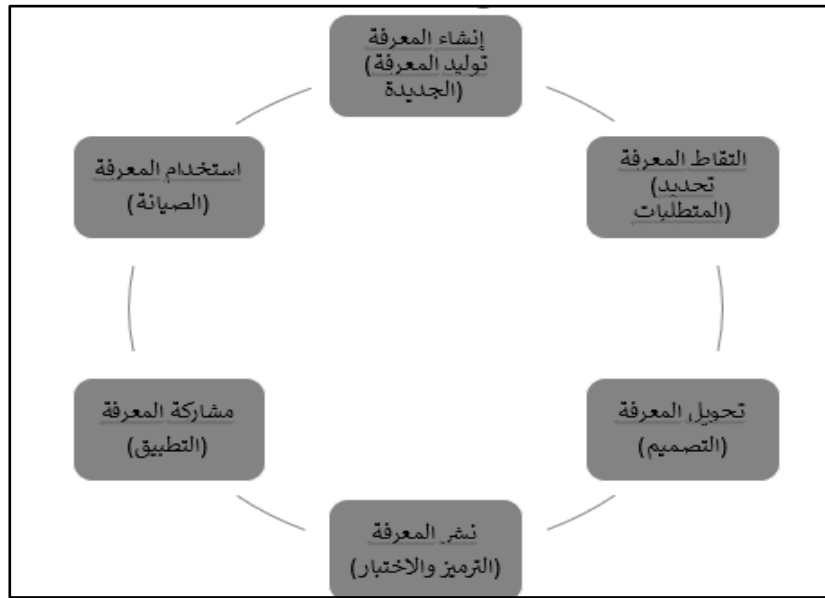 إنشاء المعرفة
(توليد المعرفة
الجديدة)
التقاط المعرفة
(تحديد
المتطلبات)
تحويل المعرفة
(التصميم)
نشر المعرفة
(الترميز والاختبار)
مشاركة المعرفة
(التطبيق)
استخدام المعرفة
(الصيانة)